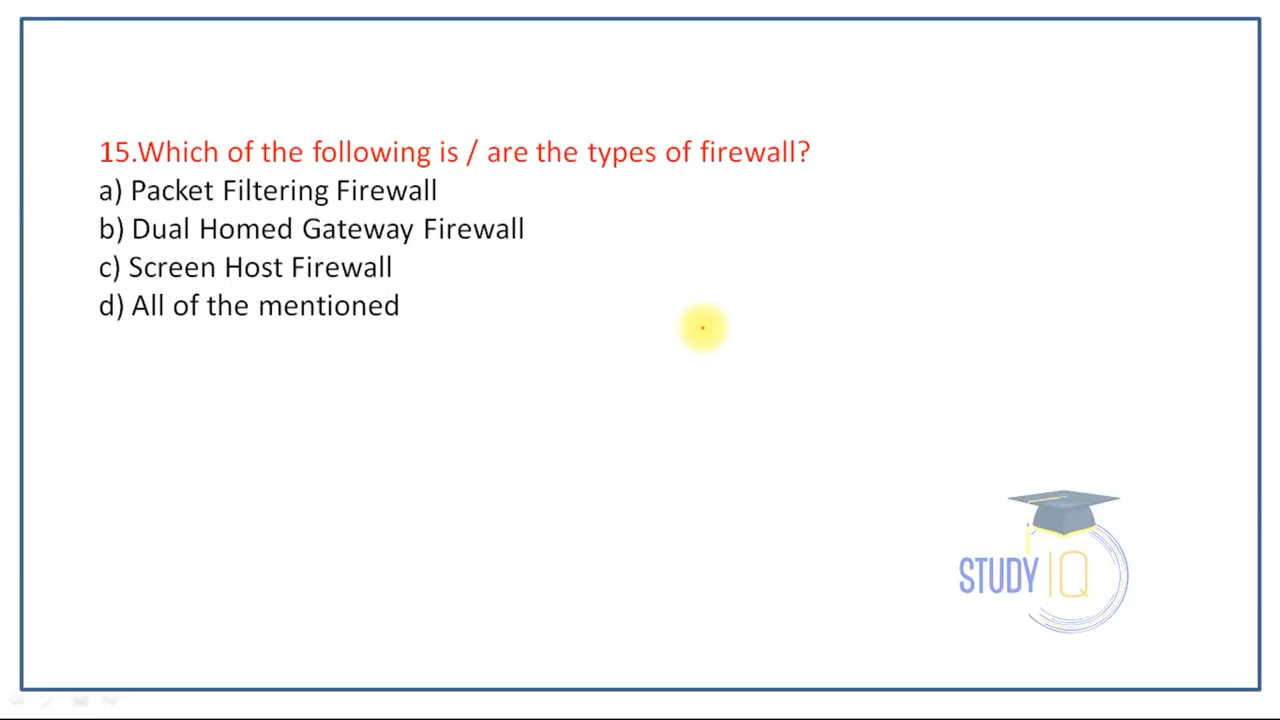 15.Which of the following is / are the types of firewall?
a) Packet Filtering Firewall
b) Dual Homed Gateway Firewall
c) Screen Host Firewall
d) All of the mentioned
STUDY IQ